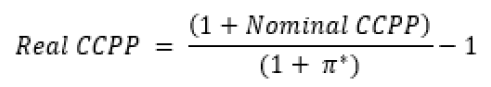 Real CCPP = (1 + Nominal CCPP) / (1 + π*) − 1